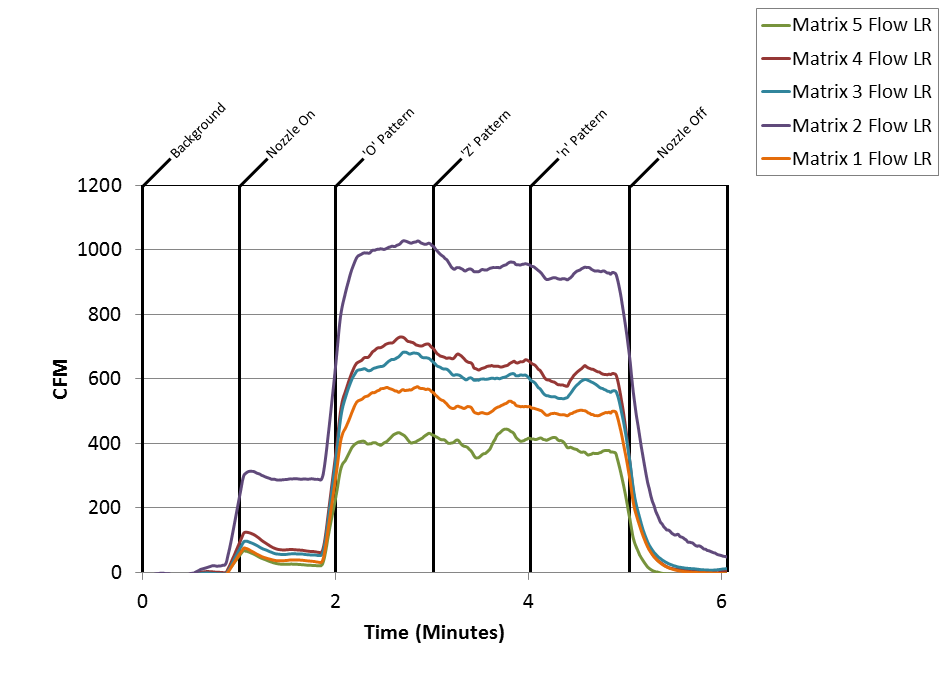 Matrix 5 Flow LR
Matrix 4 Flow LR
Matrix 3 Flow LR
Matrix 2 Flow LR
Matrix 1 Flow LR
Background
Nozzle On
'O' Pattern
'Z' Pattern
'n' Pattern
Nozzle Off
1200
1000
800
600
400
200
0
CFM
0
2
4
6
Time (Minutes)